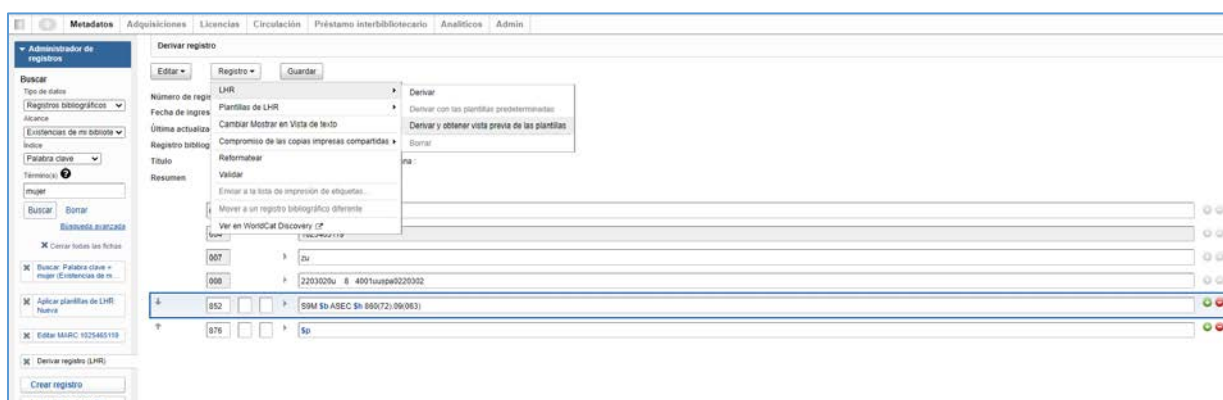 Metadatos Adquisiciones Licencias Circulación Préstamo interbibliotecario Analíticos Admin
Administrador de registros
Buscar
Tipo de datos
Registros bibliográficos
Alcance
Existencias de mi bibliote
Índice
Palabra clave
Término(s)
mujer
Buscar Borrar
Búsqueda avanzada
Cerrar todas las fichas
Buscar: Palabra clave = mujer (Existencias de m...
Aplicar plantillas de LHR: Nueva
Editar MARC 1025465119
Derivar registro (LHR)
Crear registro
Derivar registro
Editar Registro Guardar
Número de regis
Fecha de ingres
Última actualiza
Registro bibliog
Título
Resumen
LHR
Plantillas de LHR
Cambiar Mostrar en Vista de texto
Compromiso de las copias impresas compartidas
Reformatear
Validar
Enviar a la lista de impresión de etiquetas...
Mover a un registro bibliográfico diferente
Ver en WorldCat Discovery
Derivar
Derivar con las plantillas predeterminadas
Derivar y obtener vista previa de las plantillas
Borrar
na :
004 1025465119
007 zu
008 2203020u 8 4001uuspa0220302
852 S9M $b ASEC $h 860(72).09(063)
876 $p